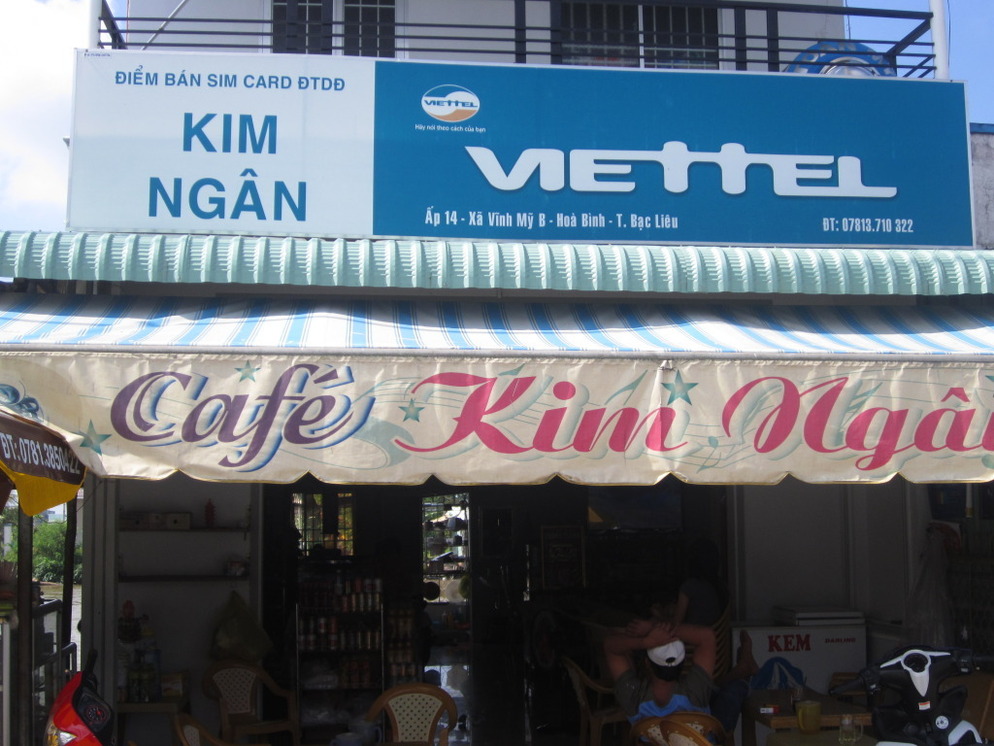 ĐIỂM BÁN SIM CARD ĐTDĐ
KIM
NGÂN
VIETTEL
Hãy nói theo cách của bạn
VIETTEL
Ấp 14 - Xã Vĩnh Mỹ B - Hoà Bình - T. Bạc Liêu
ĐT: 07813.710 322
Café Kim Ngâ
ĐT:0781.3850422
KEM